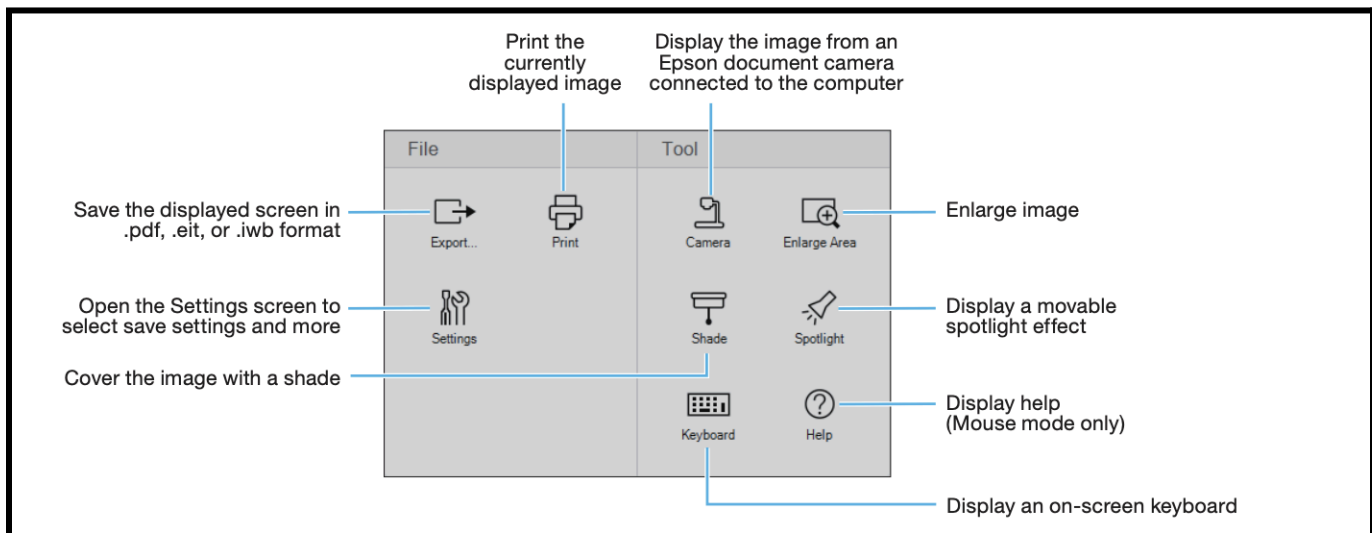 Print the
currently
displayed image
Display the image from an
Epson document camera
connected to the computer
File
Tool
Save the displayed screen in
.pdf, .eit, or .iwb format
Export...
Print
Camera
Enlarge Area
Enlarge image
Open the Settings screen to
select save settings and more
Settings
Shade
Spotlight
Display a movable
spotlight effect
Cover the image with a shade
Keyboard
Help
Display help
(Mouse mode only)
Display an on-screen keyboard